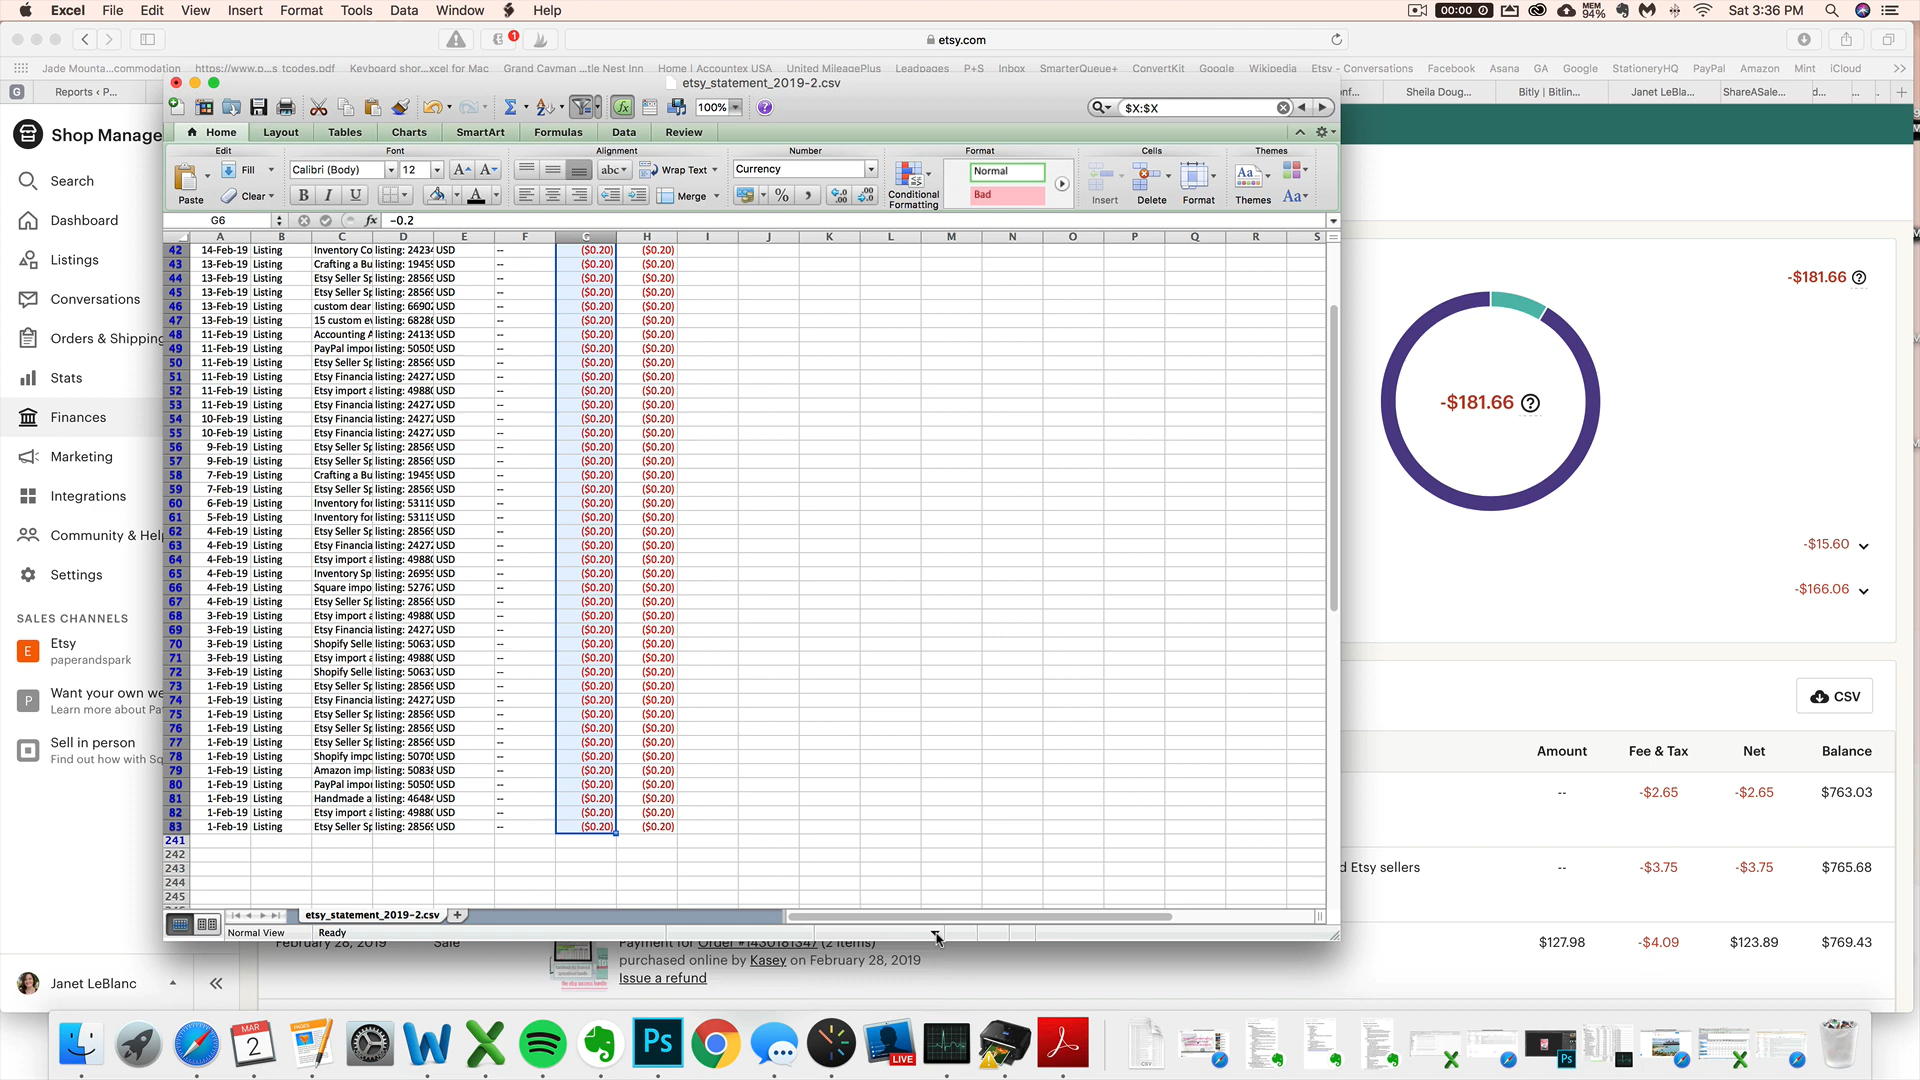 Excel File Edit View Insert Format Tools Data Window Help 00:00 MEM 94% Sat 3:36 PM
1 etsy.com
Jade Mounta...commodation https://www.p...s_tcodes.pdf Keyboard shor...xcel for Mac Grand Cayman ...tle Nest Inn Home | Accountex USA United MileagePlus Leadpages P+S Inbox SmarterQueue+ ConvertKit Google Wikipedia Etsy - Conversations Facebook Asana GA Google StationeryHQ PayPal Amazon Mint iCloud
G Reports ‹ P... nf... Sheila Doug... Bitly | Bitlin... Janet LeBla... ShareASale... d...
etsy_statement_2019-2.csv
100% $X:$X
Home Layout Tables Charts SmartArt Formulas Data Review
Edit Font Alignment Number Format Cells Themes
Paste Fill Calibri (Body) 12 abc Wrap Text Currency Conditional Formatting Normal Insert Delete Format Themes Aa
Clear B I U A Merge % Bad
G6 fx -0.2
A B C D E F G H I J K L M N O P Q R S
42 14-Feb-19 Listing Inventory Co listing: 24234 USD -- ($0.20) ($0.20)
43 13-Feb-19 Listing Crafting a Bu listing: 19459 USD -- ($0.20) ($0.20)
44 13-Feb-19 Listing Etsy Seller Sp listing: 28569 USD -- ($0.20) ($0.20)
45 13-Feb-19 Listing Etsy Seller Sp listing: 28569 USD -- ($0.20) ($0.20)
46 13-Feb-19 Listing custom dear listing: 66902 USD -- ($0.20) ($0.20)
47 13-Feb-19 Listing 15 custom ev listing: 68286 USD -- ($0.20) ($0.20)
48 11-Feb-19 Listing Accounting A listing: 24139 USD -- ($0.20) ($0.20)
49 11-Feb-19 Listing PayPal impor listing: 50505 USD -- ($0.20) ($0.20)
50 11-Feb-19 Listing Etsy Seller Sp listing: 28569 USD -- ($0.20) ($0.20)
51 11-Feb-19 Listing Etsy Financia listing: 24272 USD -- ($0.20) ($0.20)
52 11-Feb-19 Listing Etsy import a listing: 49880 USD -- ($0.20) ($0.20)
53 11-Feb-19 Listing Etsy Financia listing: 24272 USD -- ($0.20) ($0.20)
54 10-Feb-19 Listing Etsy Financia listing: 24272 USD -- ($0.20) ($0.20)
55 10-Feb-19 Listing Etsy Financia listing: 24272 USD -- ($0.20) ($0.20)
56 9-Feb-19 Listing Etsy Seller Sp listing: 28569 USD -- ($0.20) ($0.20)
57 9-Feb-19 Listing Etsy Seller Sp listing: 28569 USD -- ($0.20) ($0.20)
58 7-Feb-19 Listing Crafting a Bu listing: 19459 USD -- ($0.20) ($0.20)
59 7-Feb-19 Listing Etsy Seller Sp listing: 28569 USD -- ($0.20) ($0.20)
60 6-Feb-19 Listing Inventory for listing: 53119 USD -- ($0.20) ($0.20)
61 5-Feb-19 Listing Inventory for listing: 53119 USD -- ($0.20) ($0.20)
62 4-Feb-19 Listing Etsy Seller Sp listing: 28569 USD -- ($0.20) ($0.20)
63 4-Feb-19 Listing Etsy Financia listing: 24272 USD -- ($0.20) ($0.20)
64 4-Feb-19 Listing Etsy import a listing: 49880 USD -- ($0.20) ($0.20)
65 4-Feb-19 Listing Inventory Sp listing: 26959 USD -- ($0.20) ($0.20)
66 4-Feb-19 Listing Square impo listing: 52767 USD -- ($0.20) ($0.20)
67 4-Feb-19 Listing Etsy Seller Sp listing: 28569 USD -- ($0.20) ($0.20)
68 3-Feb-19 Listing Etsy import a listing: 49880 USD -- ($0.20) ($0.20)
69 3-Feb-19 Listing Etsy Financia listing: 24272 USD -- ($0.20) ($0.20)
70 3-Feb-19 Listing Shopify Selle listing: 50637 USD -- ($0.20) ($0.20)
71 3-Feb-19 Listing Etsy import a listing: 49880 USD -- ($0.20) ($0.20)
72 3-Feb-19 Listing Shopify Selle listing: 50637 USD -- ($0.20) ($0.20)
73 1-Feb-19 Listing Etsy Seller Sp listing: 28569 USD -- ($0.20) ($0.20)
74 1-Feb-19 Listing Etsy Financia listing: 24272 USD -- ($0.20) ($0.20)
75 1-Feb-19 Listing Etsy Seller Sp listing: 28569 USD -- ($0.20) ($0.20)
76 1-Feb-19 Listing Etsy Seller Sp listing: 28569 USD -- ($0.20) ($0.20)
77 1-Feb-19 Listing Etsy Seller Sp listing: 28569 USD -- ($0.20) ($0.20)
78 1-Feb-19 Listing Shopify impo listing: 50705 USD -- ($0.20) ($0.20)
79 1-Feb-19 Listing Amazon imp listing: 50838 USD -- ($0.20) ($0.20)
80 1-Feb-19 Listing PayPal impor listing: 50505 USD -- ($0.20) ($0.20)
81 1-Feb-19 Listing Handmade a listing: 46484 USD -- ($0.20) ($0.20)
82 1-Feb-19 Listing Etsy import a listing: 49880 USD -- ($0.20) ($0.20)
83 1-Feb-19 Listing Etsy Seller Sp listing: 28569 USD -- ($0.20) ($0.20)
241
242
243
244
245
etsy_statement_2019-2.csv
Normal View Ready
Shop Manage
Search
Dashboard
Listings
Conversations
Orders & Shipping
Stats
Finances
Marketing
Integrations
Community & Help
Settings
SALES CHANNELS
E Etsy
paperandspark
P Want your own we
Learn more about Pa
Sell in person
Find out how with Sq
Janet LeBlanc
-$181.66
-$181.66
-$15.60
-$166.06
CSV
Amount Fee & Tax Net Balance
-- -$2.65 -$2.65 $763.03
d Etsy sellers -- -$3.75 -$3.75 $765.68
$127.98 -$4.09 $123.89 $769.43
February 28, 2019 Sale Payment for Order #1430181347 (2 items)
purchased online by Kasey on February 28, 2019
Issue a refund
MAR 2 PAGES W X Ps LIVE CSV